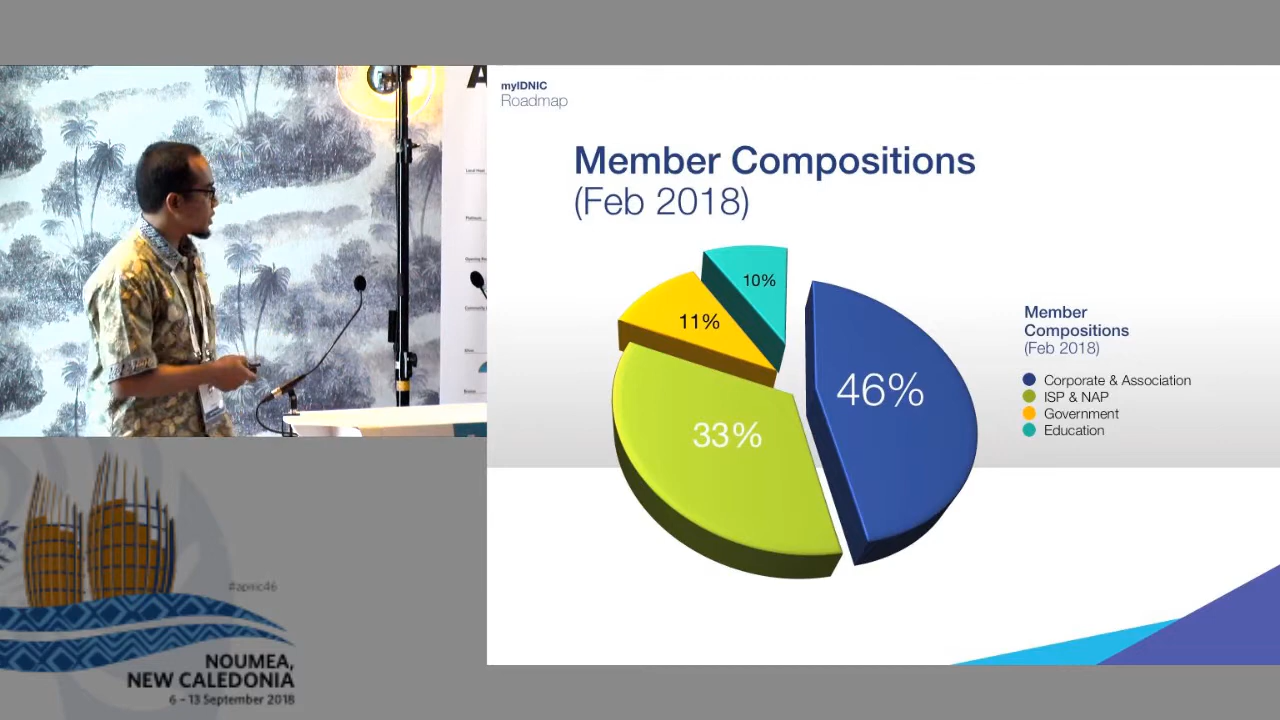 myIDNIC
Roadmap
Member Compositions
(Feb 2018)
10%
11%
46%
33%
Member
Compositions
(Feb 2018)
Corporate & Association
ISP & NAP
Government
Education
#apnic46
NOUMEA,
NEW CALEDONIA
6 – 13 September 2018